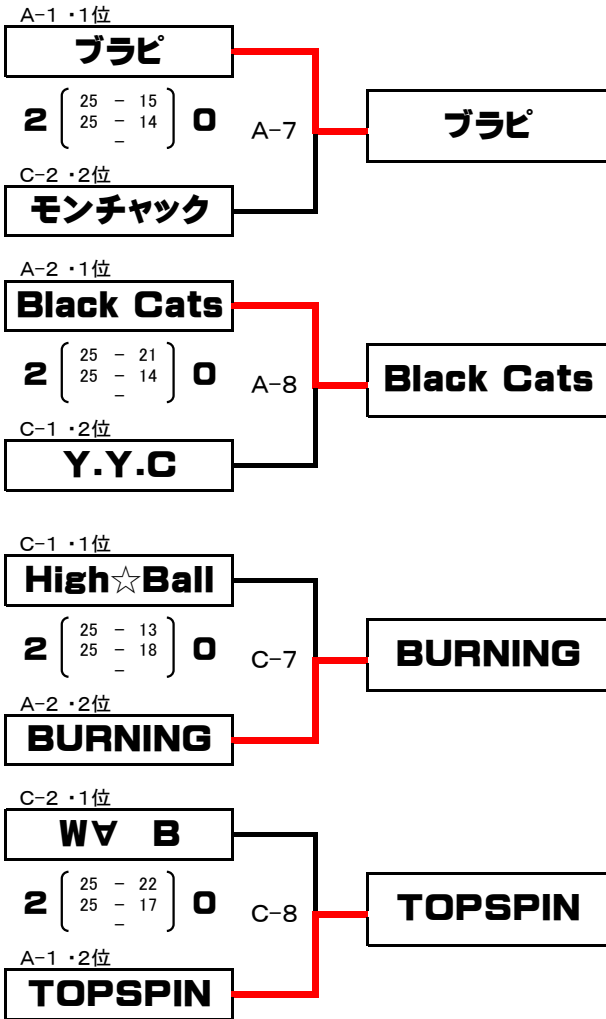 A-1 ・1位
ブラピ
2 ( 25 - 15 ) 0
25 - 14
-
A-7
ブラピ
C-2 ・2位
モンチャック
A-2 ・1位
Black Cats
2 ( 25 - 21 ) 0
25 - 14
-
A-8
Black Cats
C-1 ・2位
Y.Y.C
C-1 ・1位
High☆Ball
2 ( 25 - 13 ) 0
25 - 18
-
C-7
BURNING
A-2 ・2位
BURNING
C-2 ・1位
W∀ B
2 ( 25 - 22 ) 0
25 - 17
-
C-8
TOPSPIN
A-1 ・2位
TOPSPIN